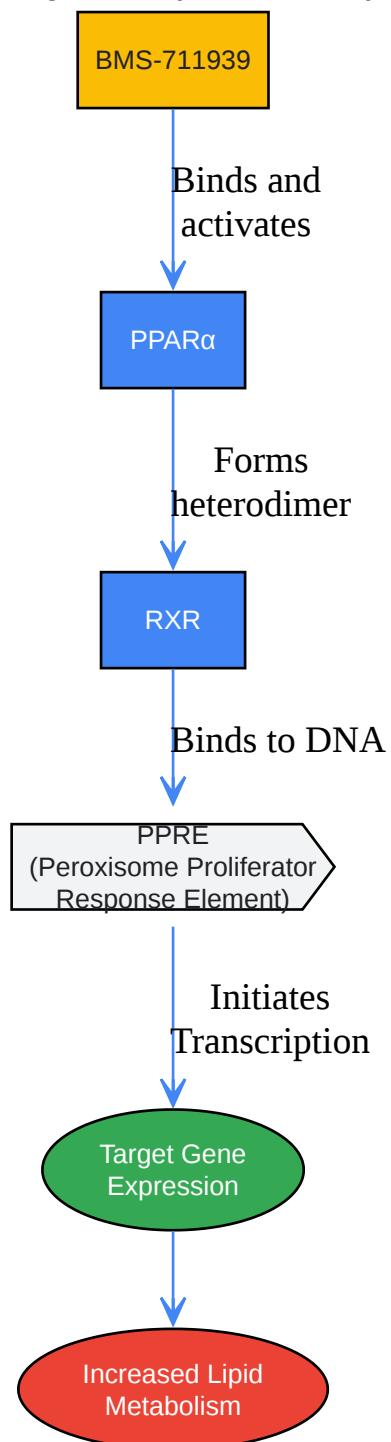 BMS-711939
Binds and
activates
PPARα
Forms
heterodimer
RXR
Binds to DNA
PPRE
(Peroxisome Proliferator
Response Element)
Initiates
Transcription
Target Gene
Expression
Increased Lipid
Metabolism